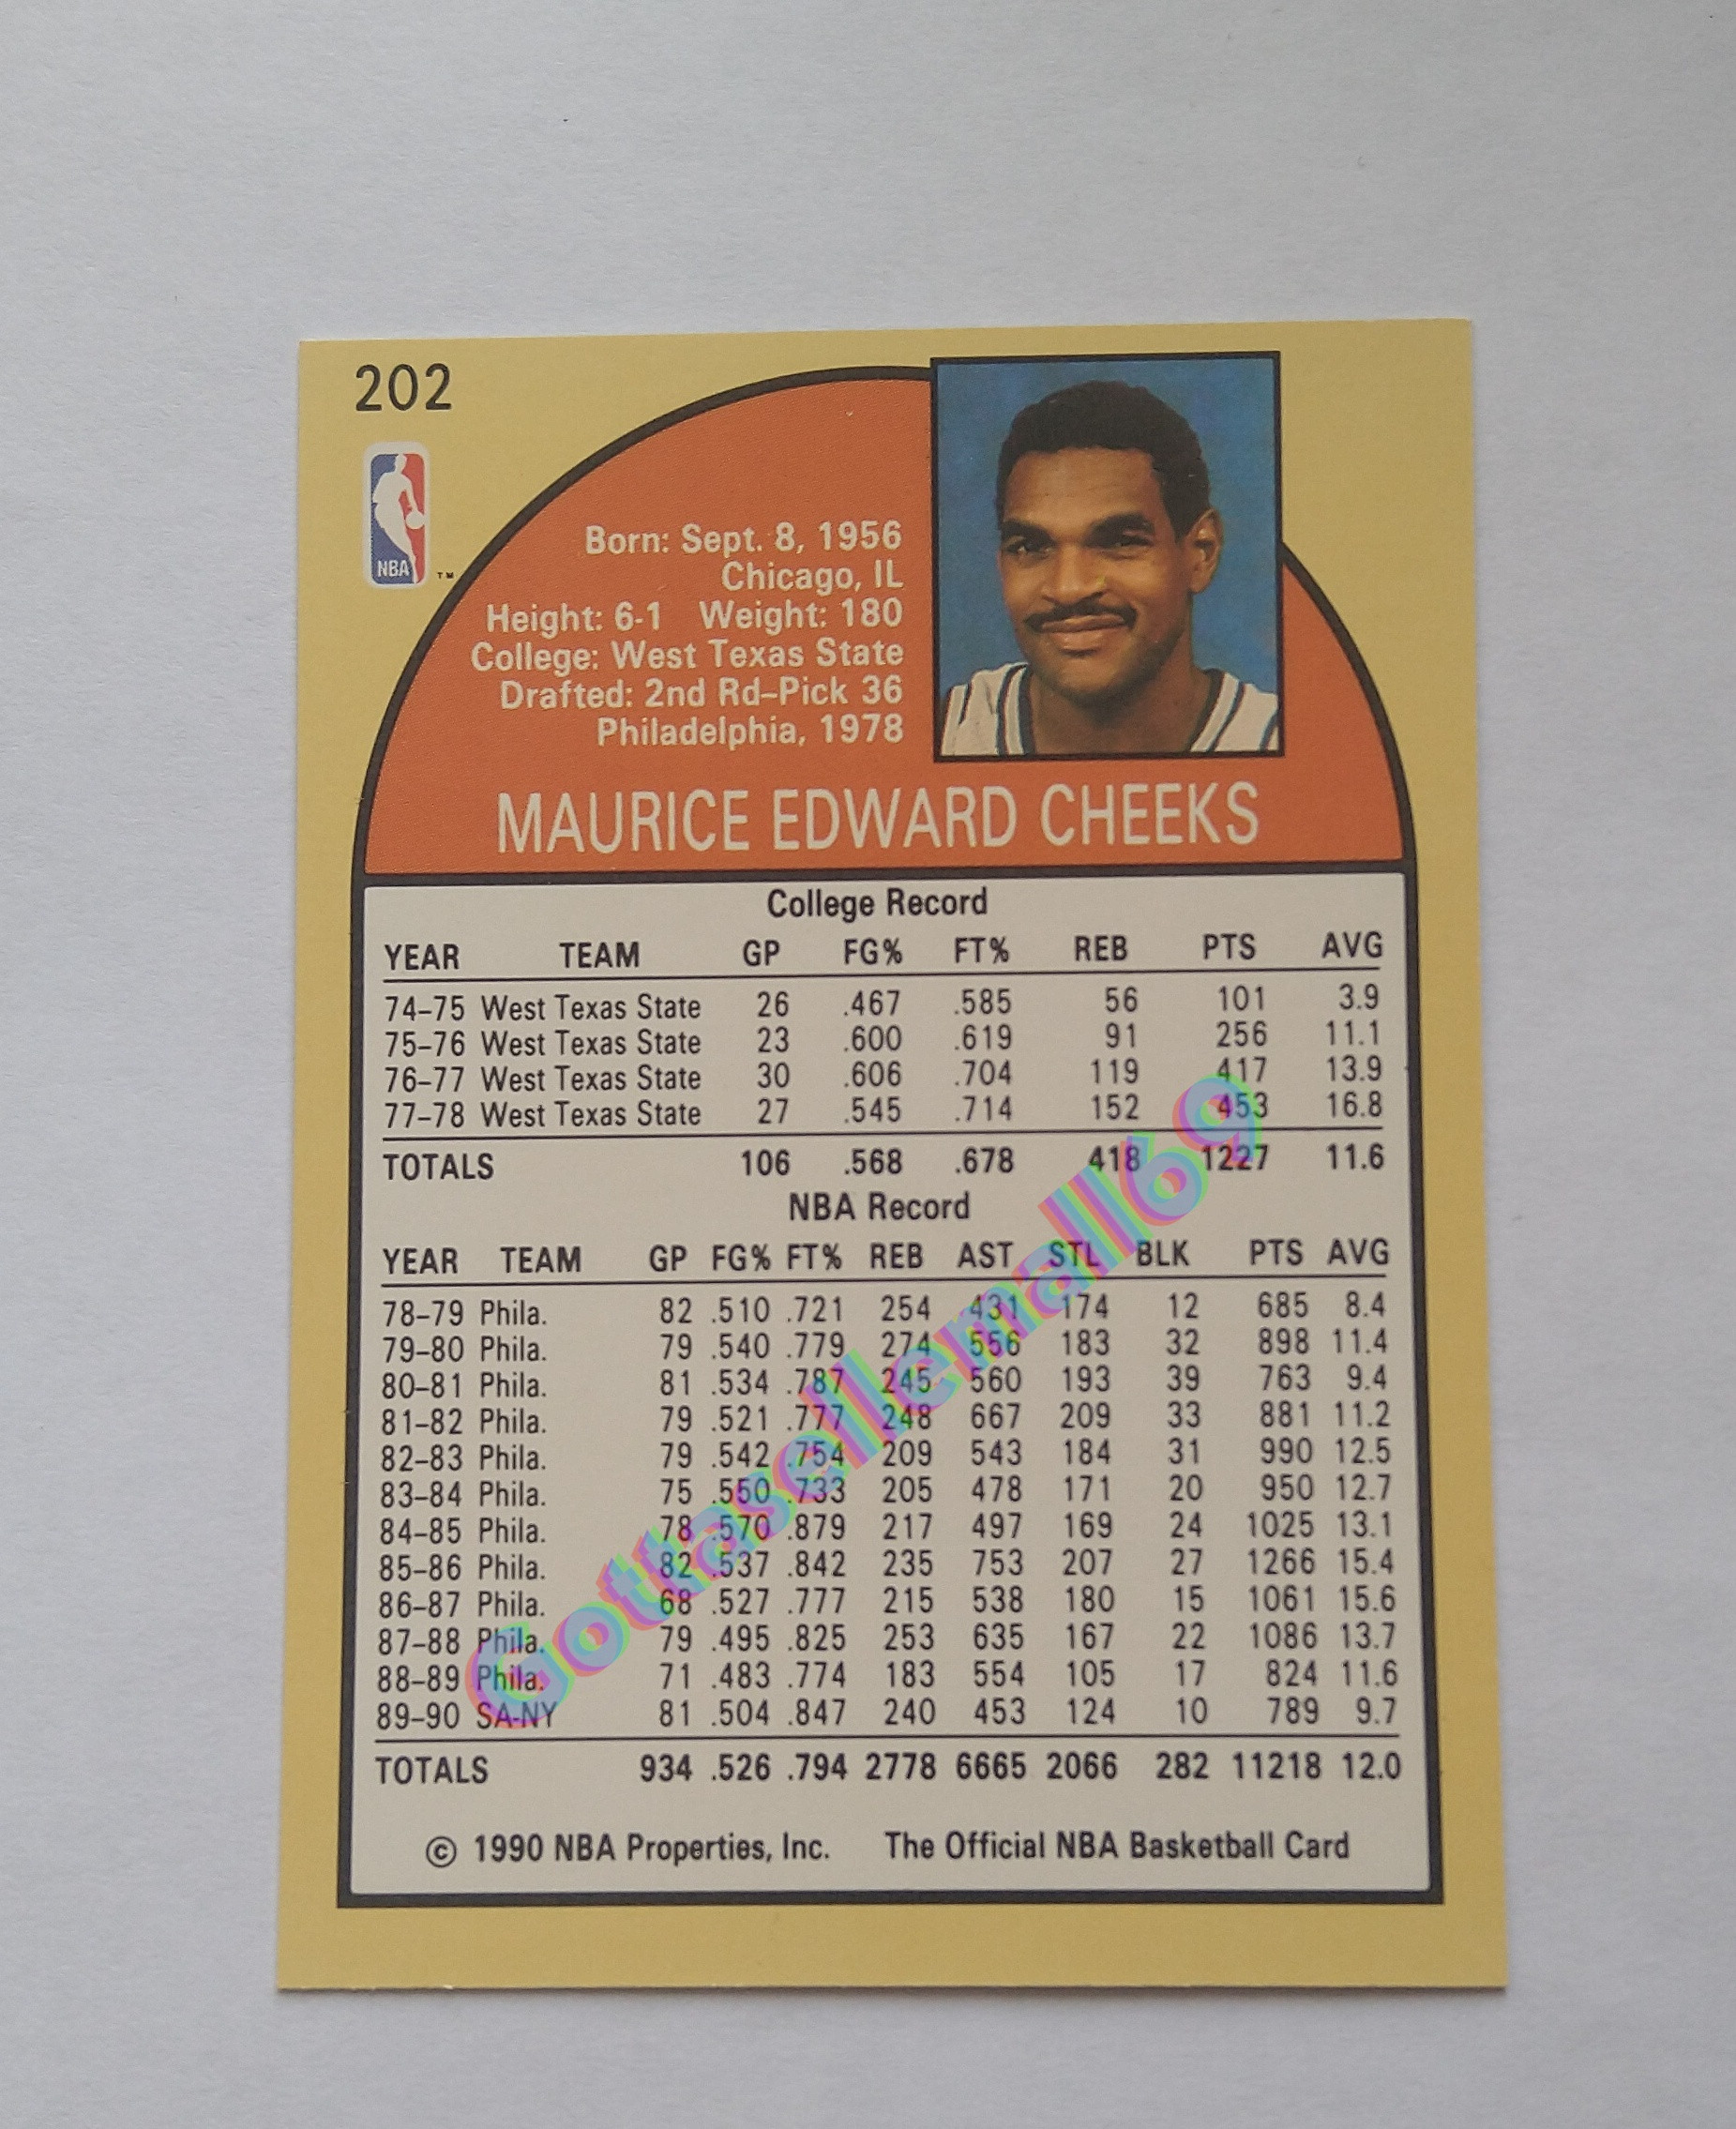 202
NBA ™
Born: Sept. 8, 1956
Chicago, IL
Height: 6-1 Weight: 180
College: West Texas State
Drafted: 2nd Rd–Pick 36
Philadelphia, 1978
MAURICE EDWARD CHEEKS
College Record
YEAR TEAM GP FG% FT% REB PTS AVG
74–75 West Texas State 26 .467 .585 56 101 3.9
75–76 West Texas State 23 .600 .619 91 256 11.1
76–77 West Texas State 30 .606 .704 119 417 13.9
77–78 West Texas State 27 .545 .714 152 453 16.8
TOTALS 106 .568 .678 418 1227 11.6
NBA Record
YEAR TEAM GP FG% FT% REB AST STL BLK PTS AVG
78–79 Phila. 82 .510 .721 254 431 174 12 685 8.4
79–80 Phila. 79 .540 .779 274 556 183 32 898 11.4
80–81 Phila. 81 .534 .787 245 560 193 39 763 9.4
81–82 Phila. 79 .521 .777 248 667 209 33 881 11.2
82–83 Phila. 79 .542 .754 209 543 184 31 990 12.5
83–84 Phila. 75 .550 .733 205 478 171 20 950 12.7
84–85 Phila. 78 .570 .879 217 497 169 24 1025 13.1
85–86 Phila. 82 .537 .842 235 753 207 27 1266 15.4
86–87 Phila. 68 .527 .777 215 538 180 15 1061 15.6
87–88 Phila. 79 .495 .825 253 635 167 22 1086 13.7
88–89 Phila. 71 .483 .774 183 554 105 17 824 11.6
89–90 SA-NY 81 .504 .847 240 453 124 10 789 9.7
TOTALS 934 .526 .794 2778 6665 2066 282 11218 12.0
© 1990 NBA Properties, Inc. The Official NBA Basketball Card
Gottasellemall69